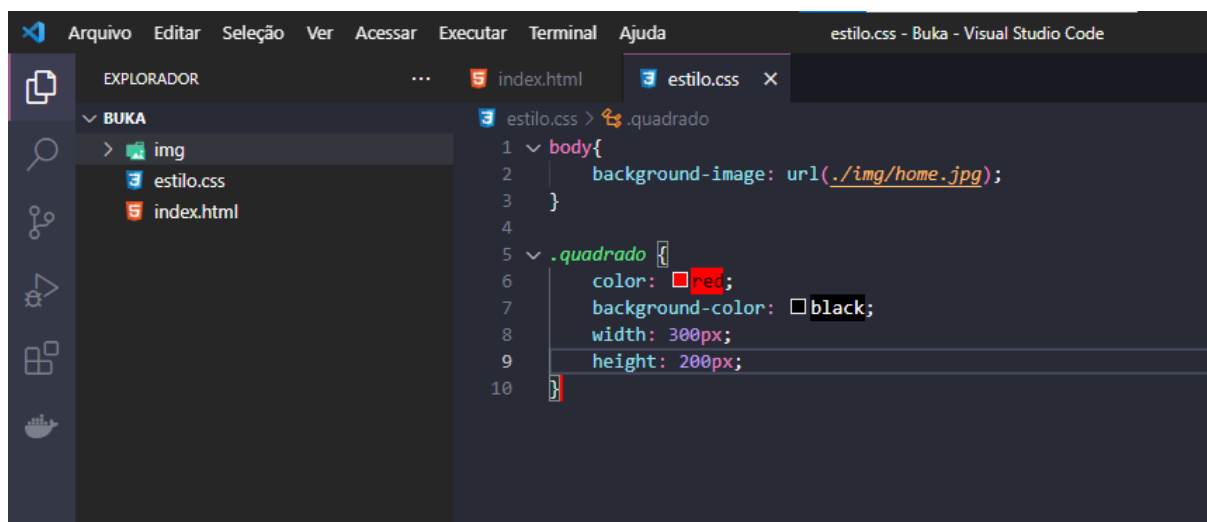 Arquivo Editar Seleção Ver Acessar Executar Terminal Ajuda estilo.css - Buka - Visual Studio Code
EXPLORADOR ... index.html estilo.css ×
BUKA
img
estilo.css
index.html
estilo.css > .quadrado
1 body{
2 background-image: url(./img/home.jpg);
3 }
4
5 .quadrado {
6 color: red;
7 background-color: black;
8 width: 300px;
9 height: 200px;
10 }